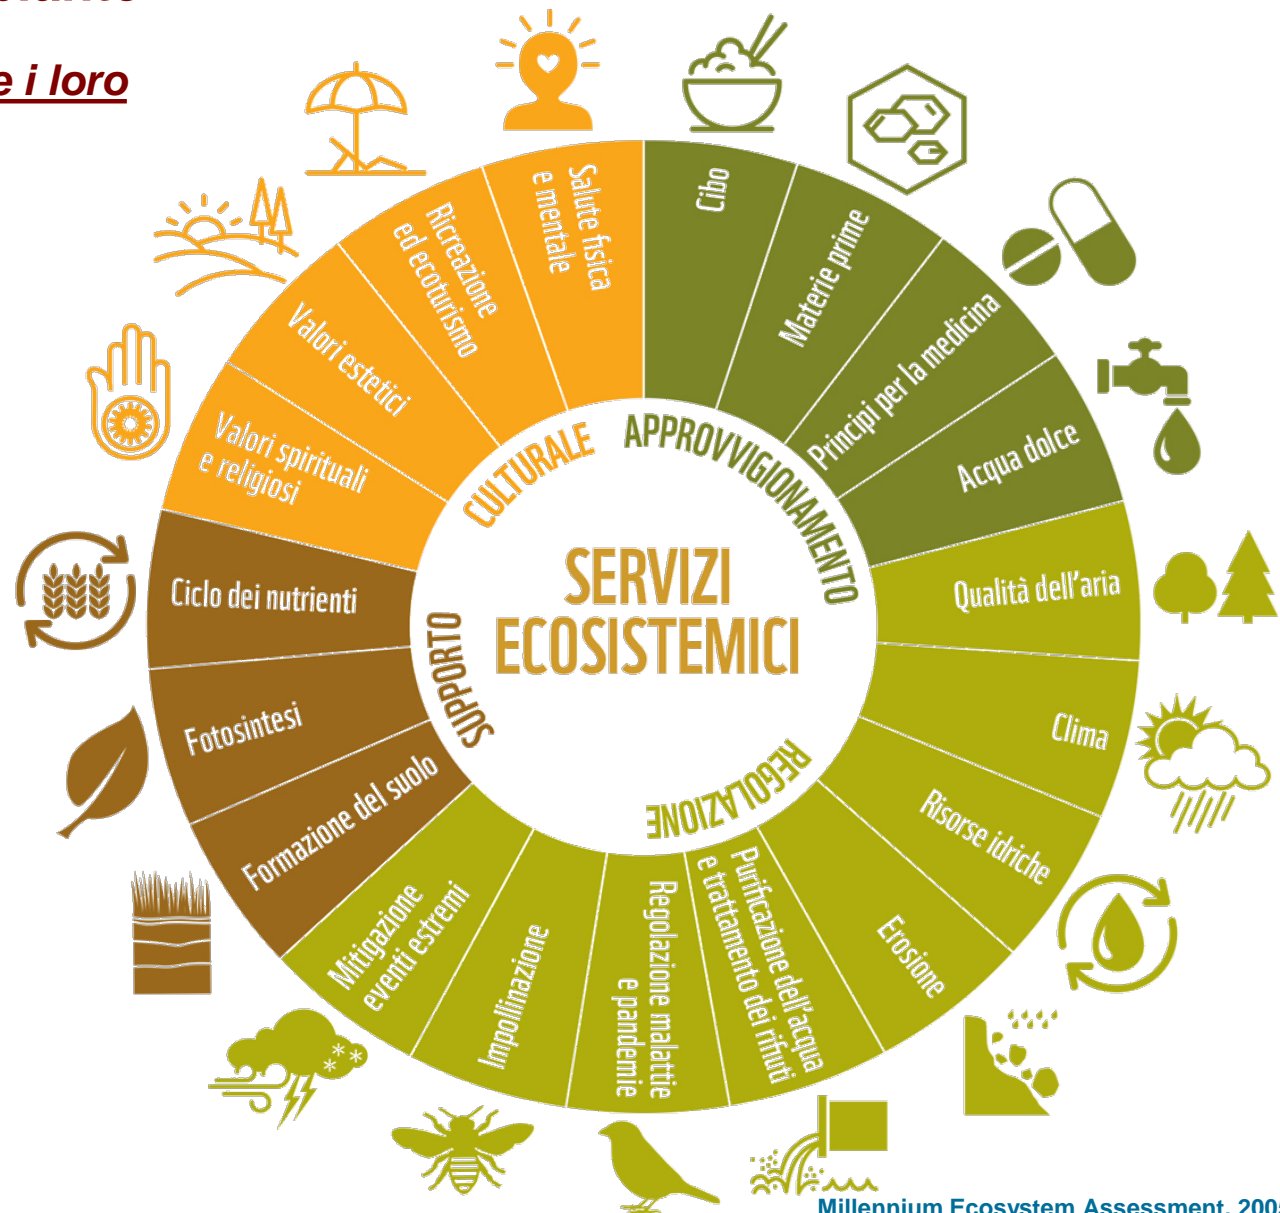 e i loro
SERVIZI
ECOSISTEMICI
APPROVVIGIONAMENTO
Cibo
Materie prime
Principi per la medicina
Acqua dolce
REGOLAZIONE
Qualità dell'aria
Clima
Risorse idriche
Erosione
Purificazione dell'acqua
e trattamento dei rifiuti
Regolazione malattie
e pandemie
Impollinazione
Mitigazione
eventi estremi
SUPPORTO
Formazione del suolo
Fotosintesi
Ciclo dei nutrienti
CULTURALE
Valori spirituali
e religiosi
Valori estetici
Ricreazione
ed ecoturismo
Salute fisica
e mentale
Millennium Ecosystem Assessment, 2005